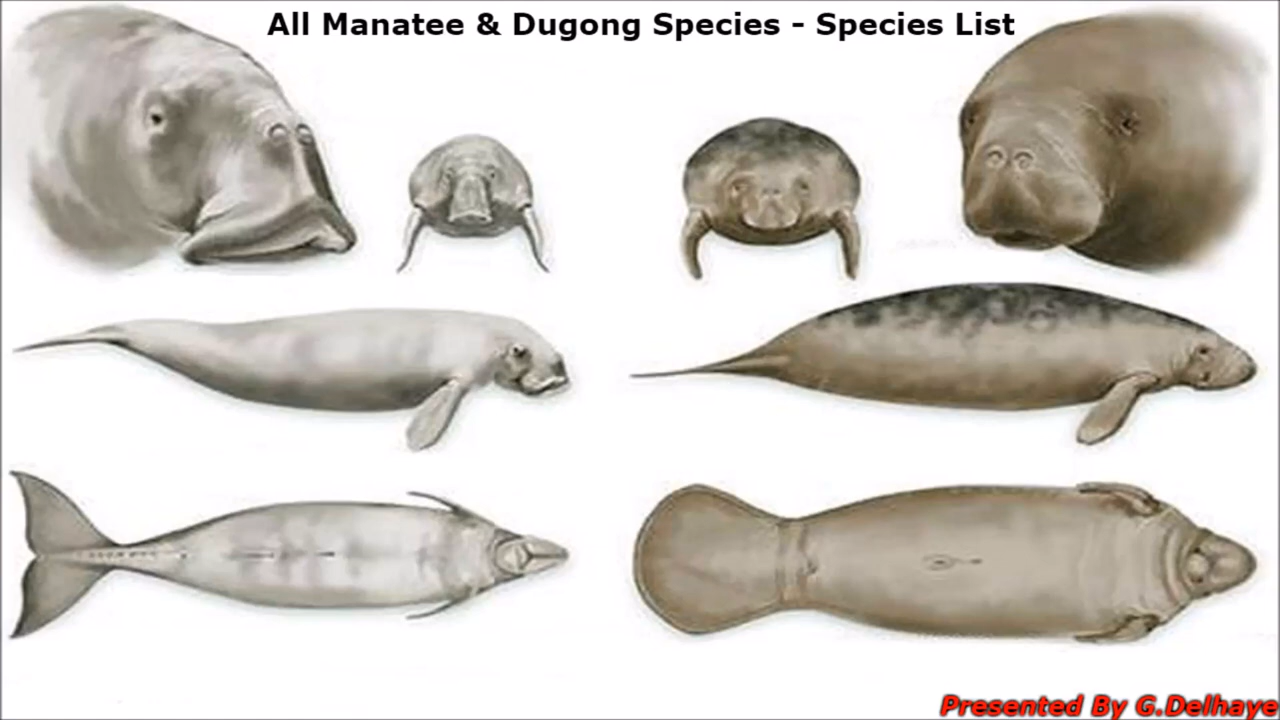 All Manatee & Dugong Species - Species List
Presented By G.Delhaye